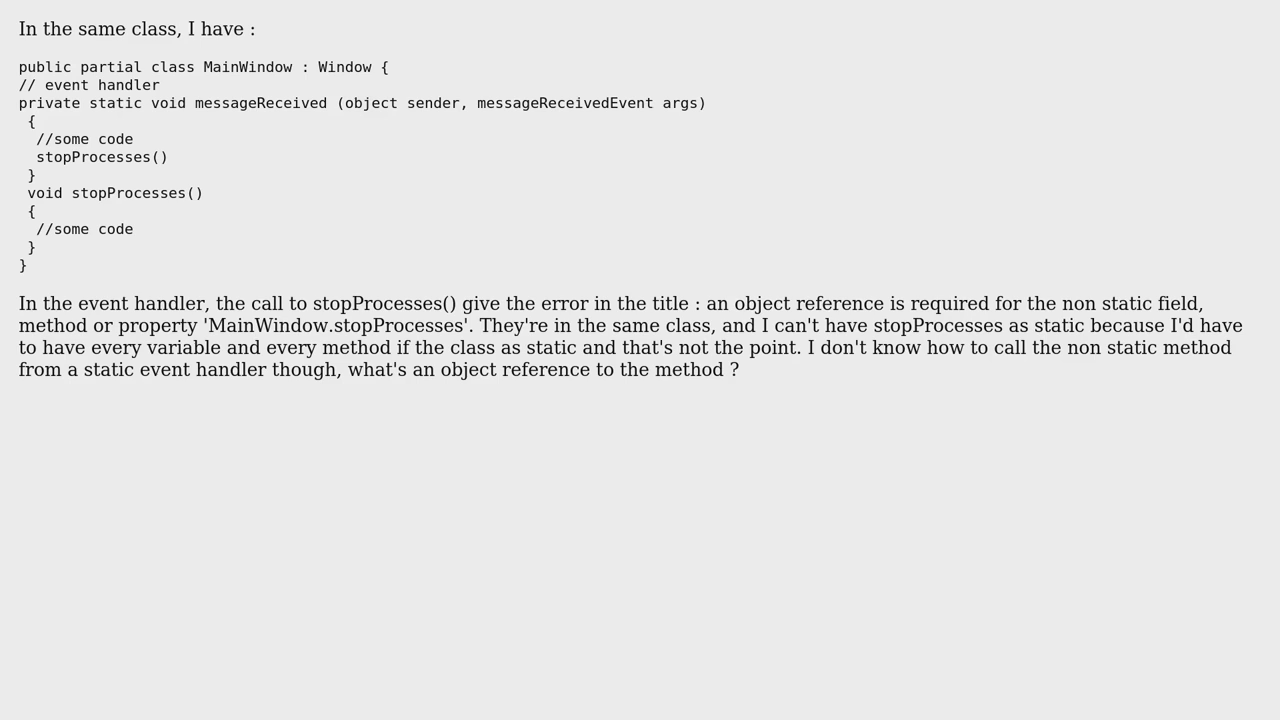 In the same class, I have :
public partial class MainWindow : Window {
// event handler
private static void messageReceived (object sender, messageReceivedEvent args)
{
//some code
stopProcesses()
}
void stopProcesses()
{
//some code
}
}
In the event handler, the call to stopProcesses() give the error in the title : an object reference is required for the non static field,
method or property 'MainWindow.stopProcesses'. They're in the same class, and I can't have stopProcesses as static because I'd have
to have every variable and every method if the class as static and that's not the point. I don't know how to call the non static method
from a static event handler though, what's an object reference to the method ?